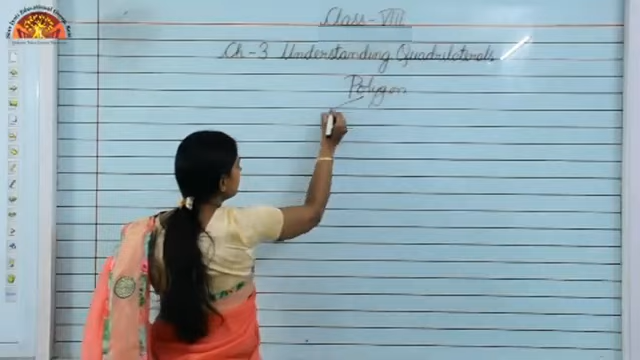 Class - VIII
Ch - 3 Understanding Quadrilaterals
Polygon